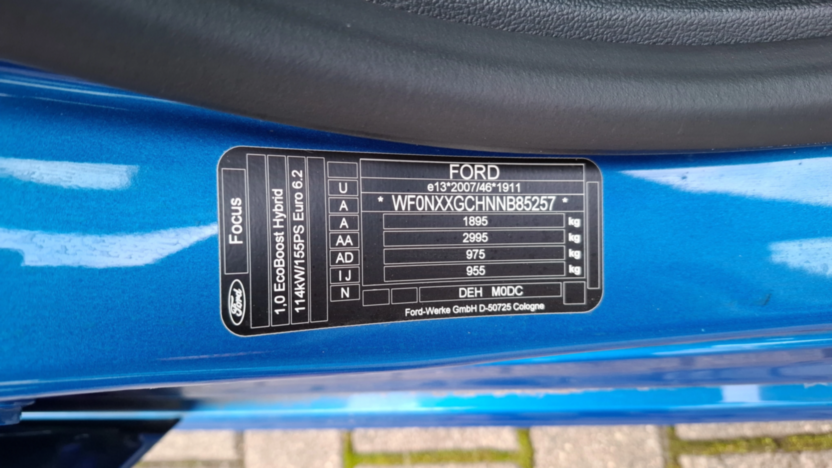 Focus
1,0 EcoBoost Hybrid
114kW/155PS Euro 6.2
Ford
FORD
U e13*2007/46*1911
A * WF0NXXGCHNNB85257 *
A 1895 kg
AA 2995 kg
AD 975 kg
IJ 955 kg
N DEH M0DC
Ford-Werke GmbH D-50725 Cologne